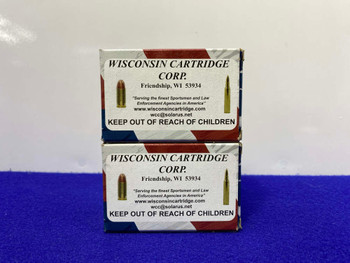 WISCONSIN CARTRIDGE
CORP.
Friendship, WI 53934
"Serving the finest Sportsmen and Law
Enforcement Agencies in America"
www.wisconsincartridge.com
wcc@solarus.net
KEEP OUT OF REACH OF CHILDREN
WISCONSIN CARTRIDGE
CORP.
Friendship, WI 53934
"Serving the finest Sportsmen and Law
Enforcement Agencies in America"
www.wisconsincartridge.com
wcc@solarus.net
KEEP OUT OF REACH OF CHILDREN